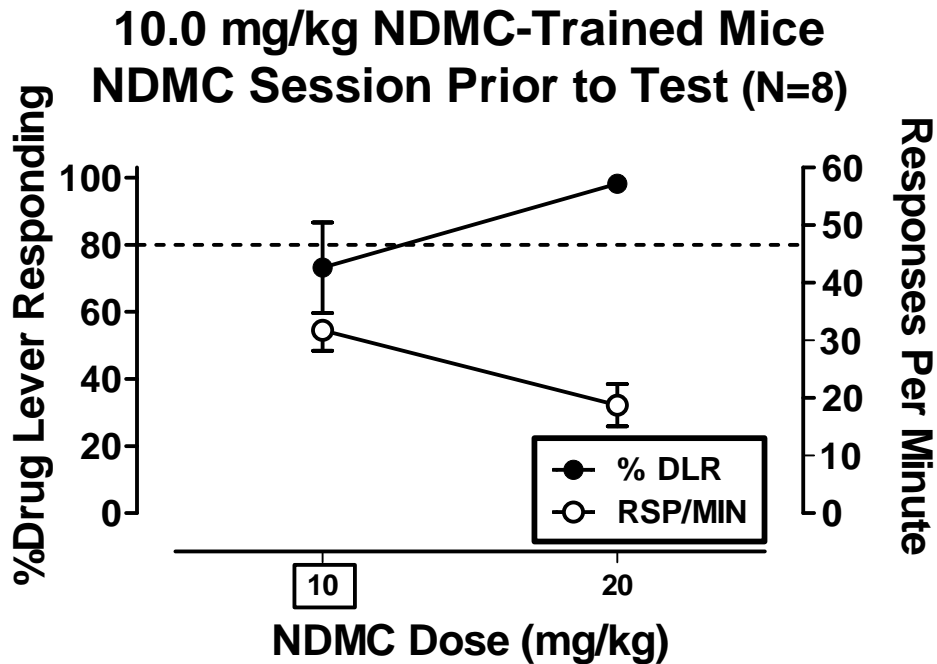 10.0 mg/kg NDMC-Trained Mice
NDMC Session Prior to Test (N=8)
%Drug Lever Responding
100
80
60
40
20
0
Responses Per Minute
60
50
40
30
20
10
0
% DLR
RSP/MIN
10
20
NDMC Dose (mg/kg)